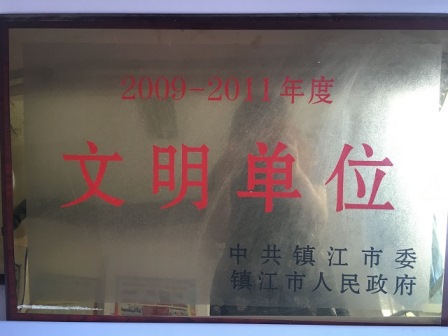 2009-2011年度
文明单位
中共镇江市委
镇江市人民政府